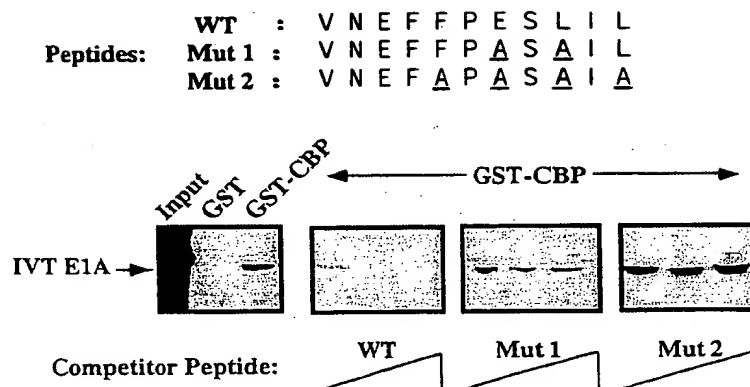 WT : V N E F F P E S L I L
Peptides: Mut 1 : V N E F F P A S A I L
Mut 2 : V N E F A P A S A I A
Input GST GST-CBP
GST-CBP
IVT E1A
WT Mut 1 Mut 2
Competitor Peptide: